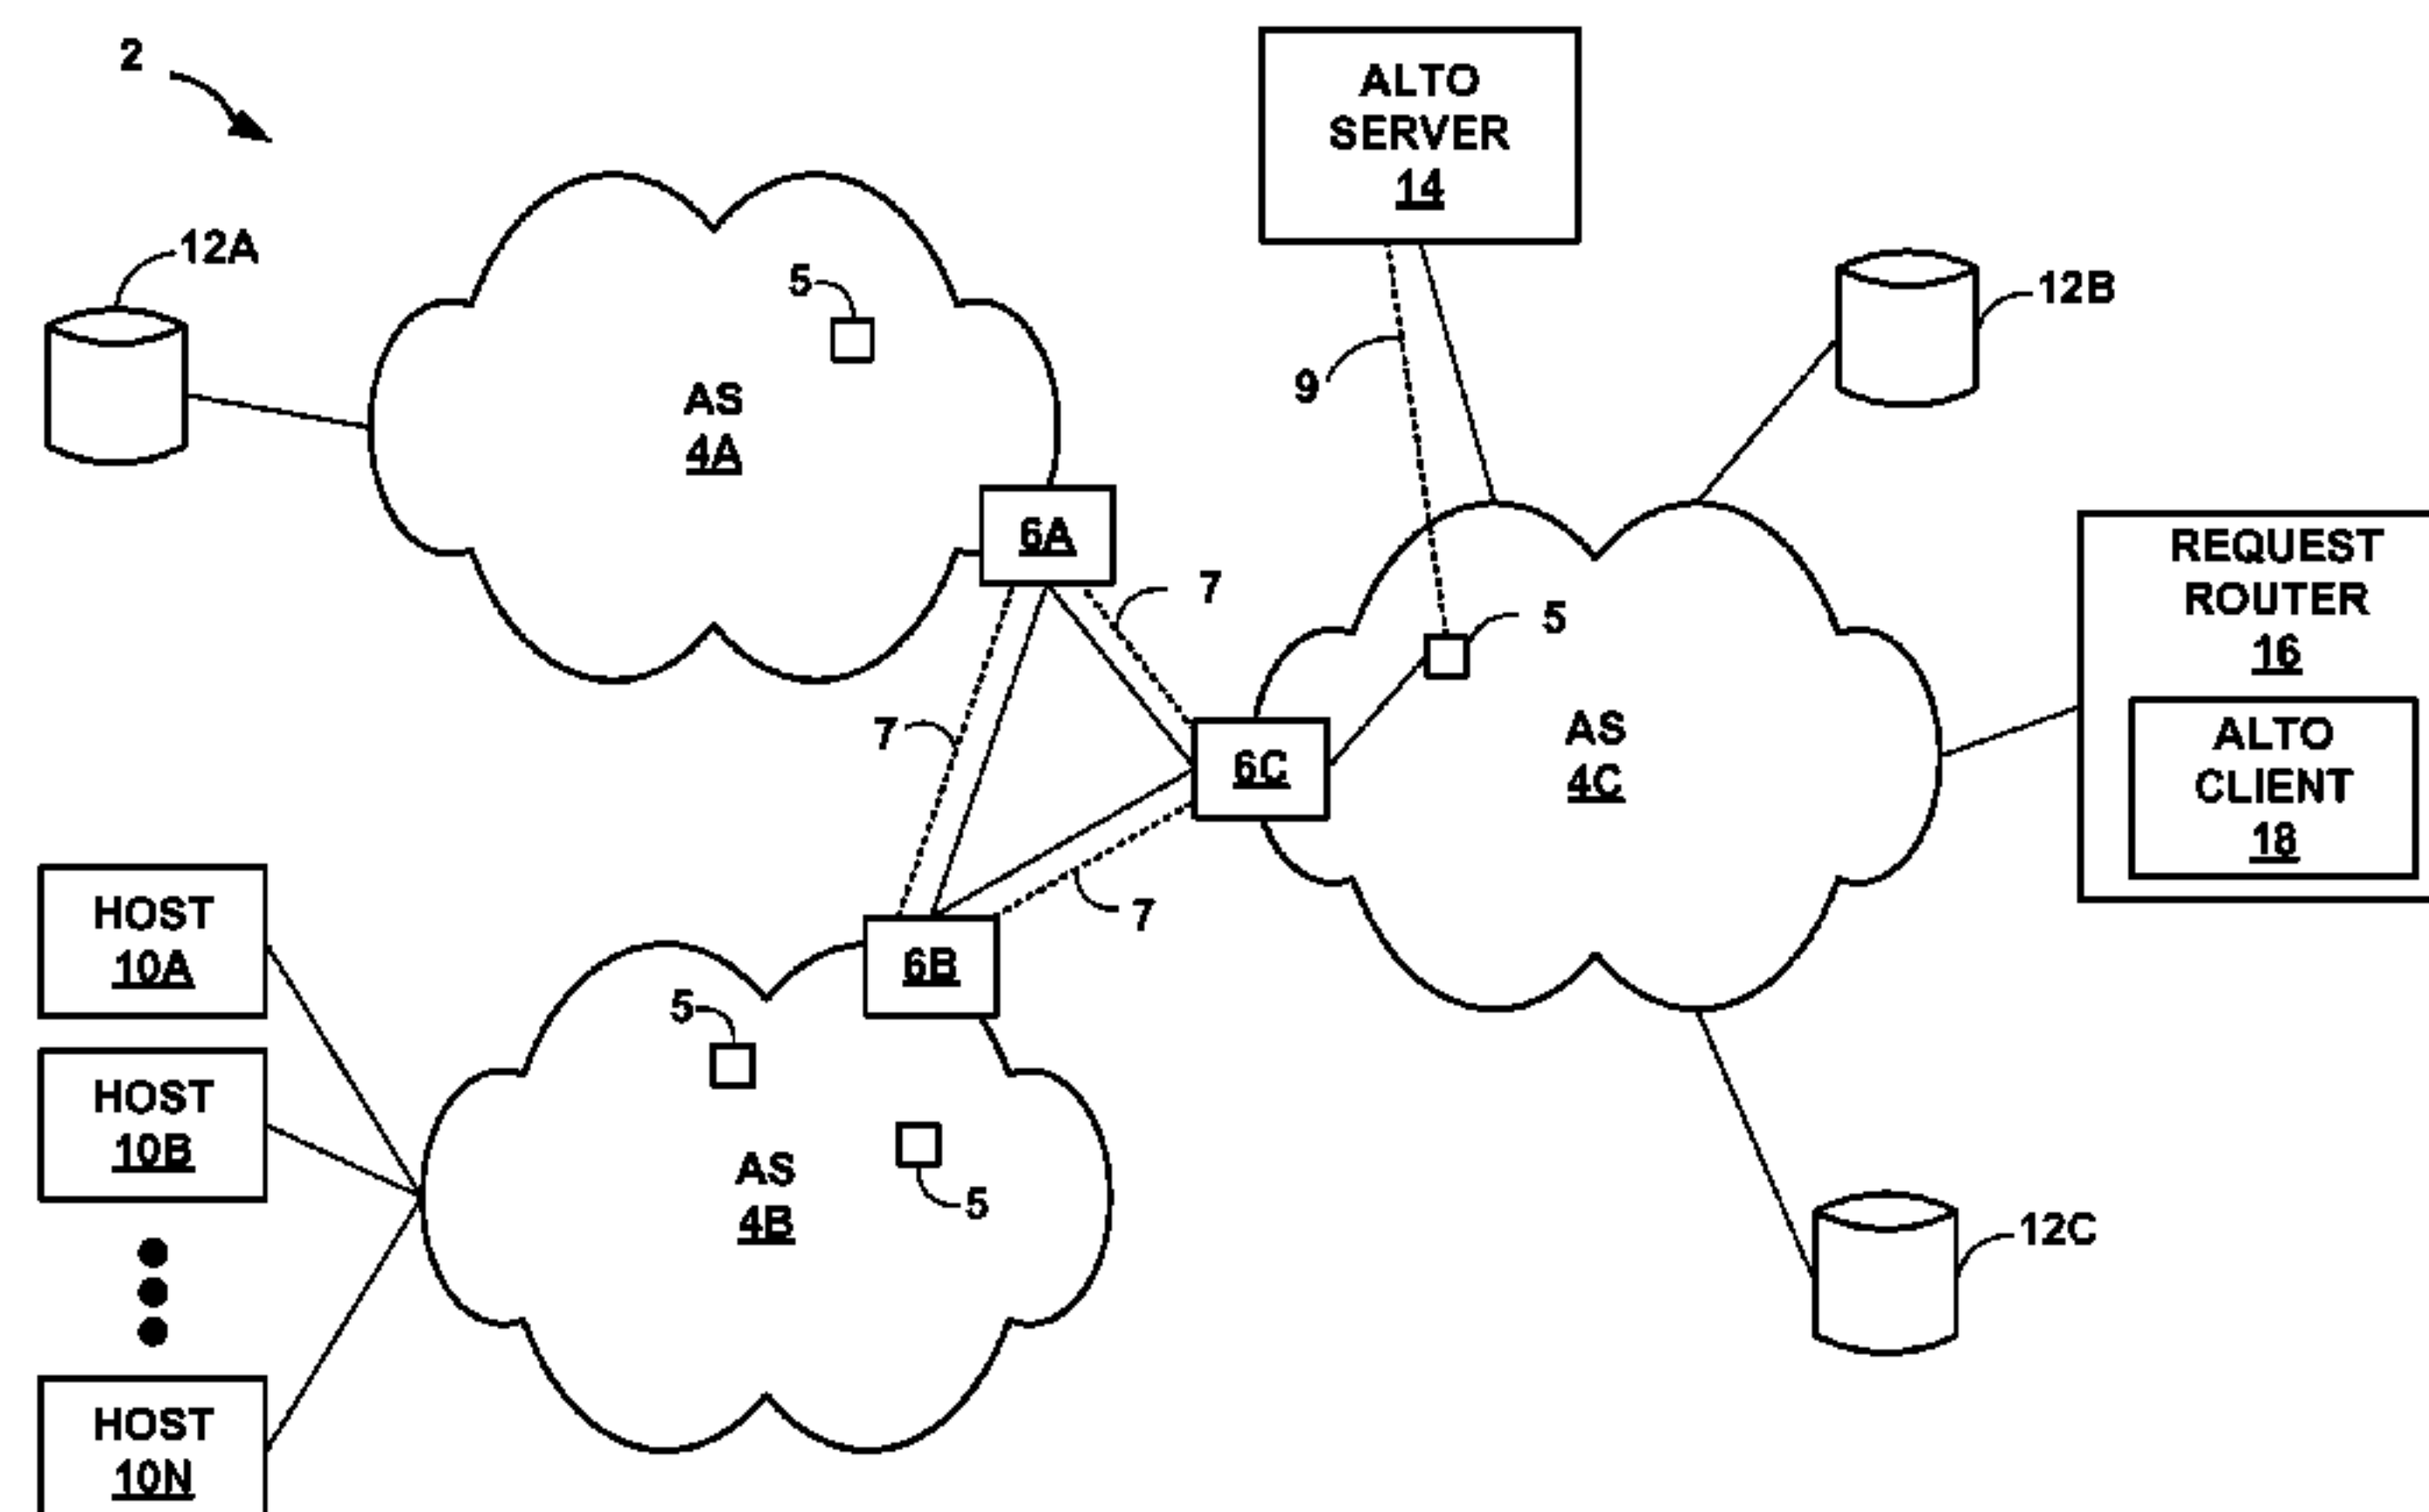 2
ALTO
SERVER
14
12A
5
12B
9
AS
4A
6A
REQUEST
ROUTER
16
7
5
7
AS
4C
6C
ALTO
CLIENT
18
HOST
10A
7
6B
5
HOST
10B
AS
4B
5
12C
HOST
10N